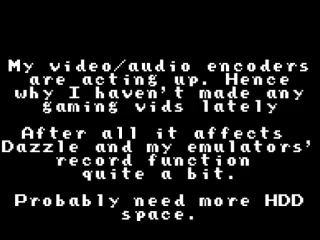 My video/audio encoders
are acting up. Hence
why I haven't made any
gaming vids lately
After all it affects
Dazzle and my emulators'
record function
quite a bit.
Probably need more HDD
space.